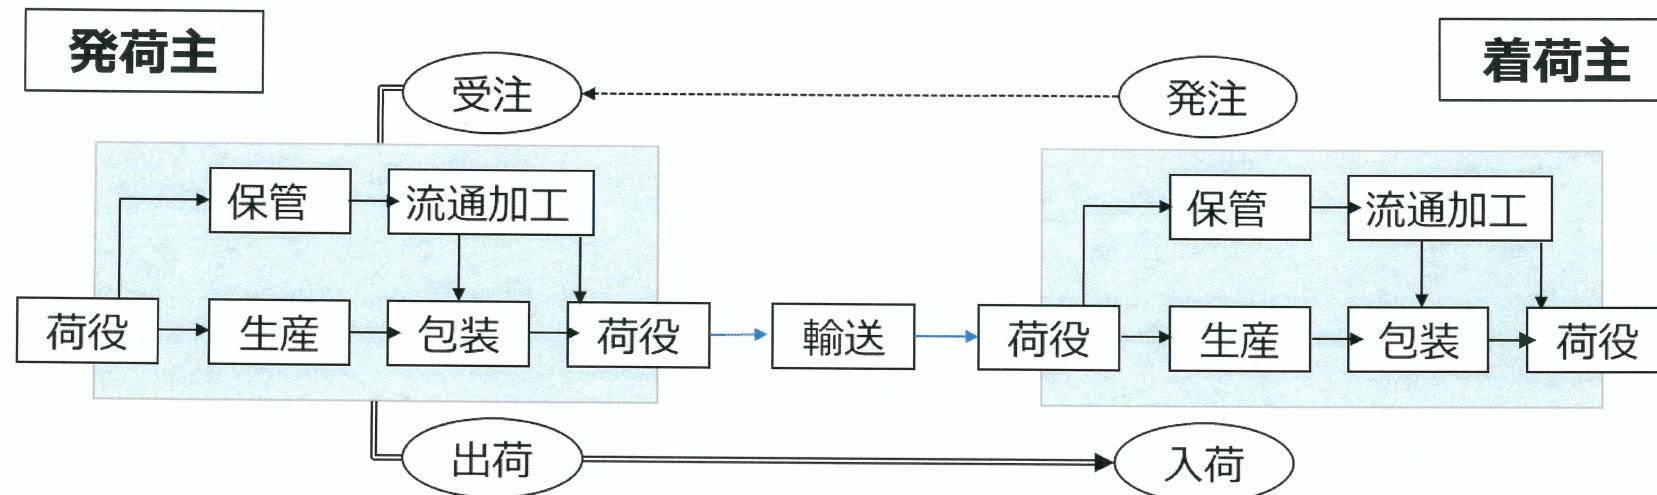 発荷主
着荷主
受注
発注
保管
流通加工
保管
流通加工
荷役
生産
包装
荷役
輸送
荷役
生産
包装
荷役
出荷
入荷